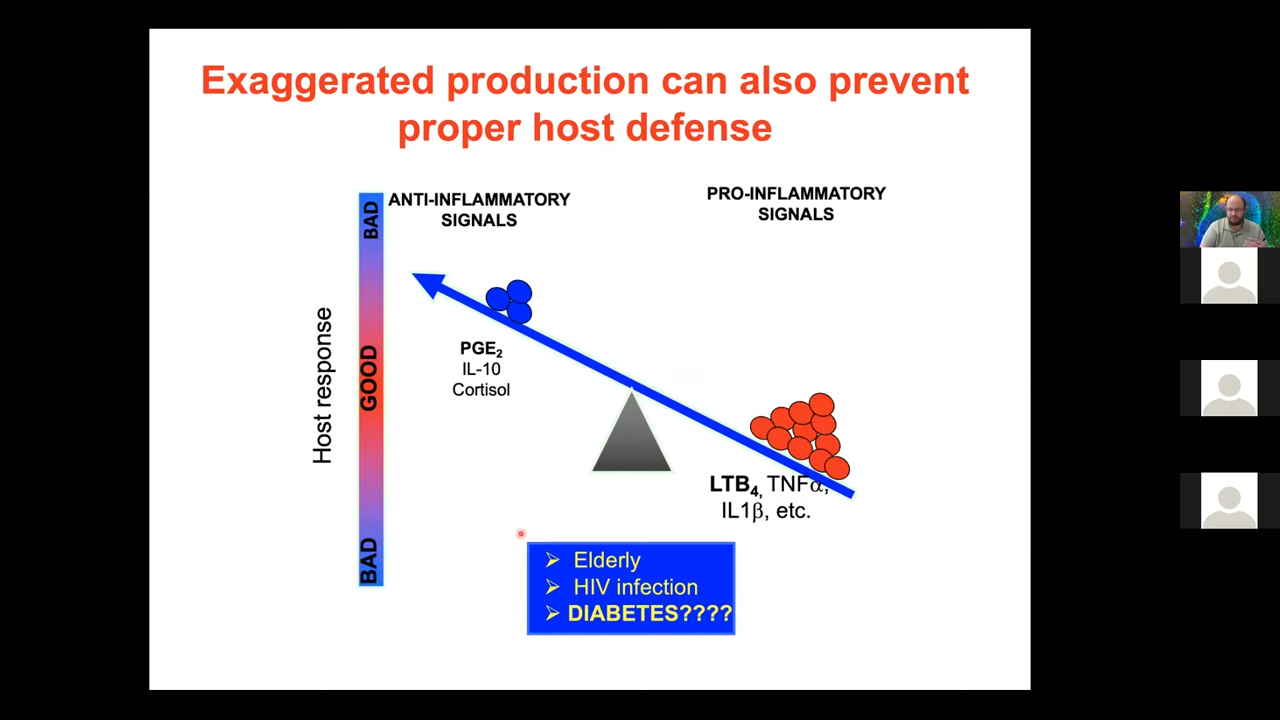 Exaggerated production can also prevent
proper host defense
ANTI-INFLAMMATORY
SIGNALS
PRO-INFLAMMATORY
SIGNALS
BAD
GOOD
BAD
Host response
PGE₂
IL-10
Cortisol
LTB₄, TNFα,
IL1β, etc.
➢ Elderly
➢ HIV infection
➢ DIABETES????